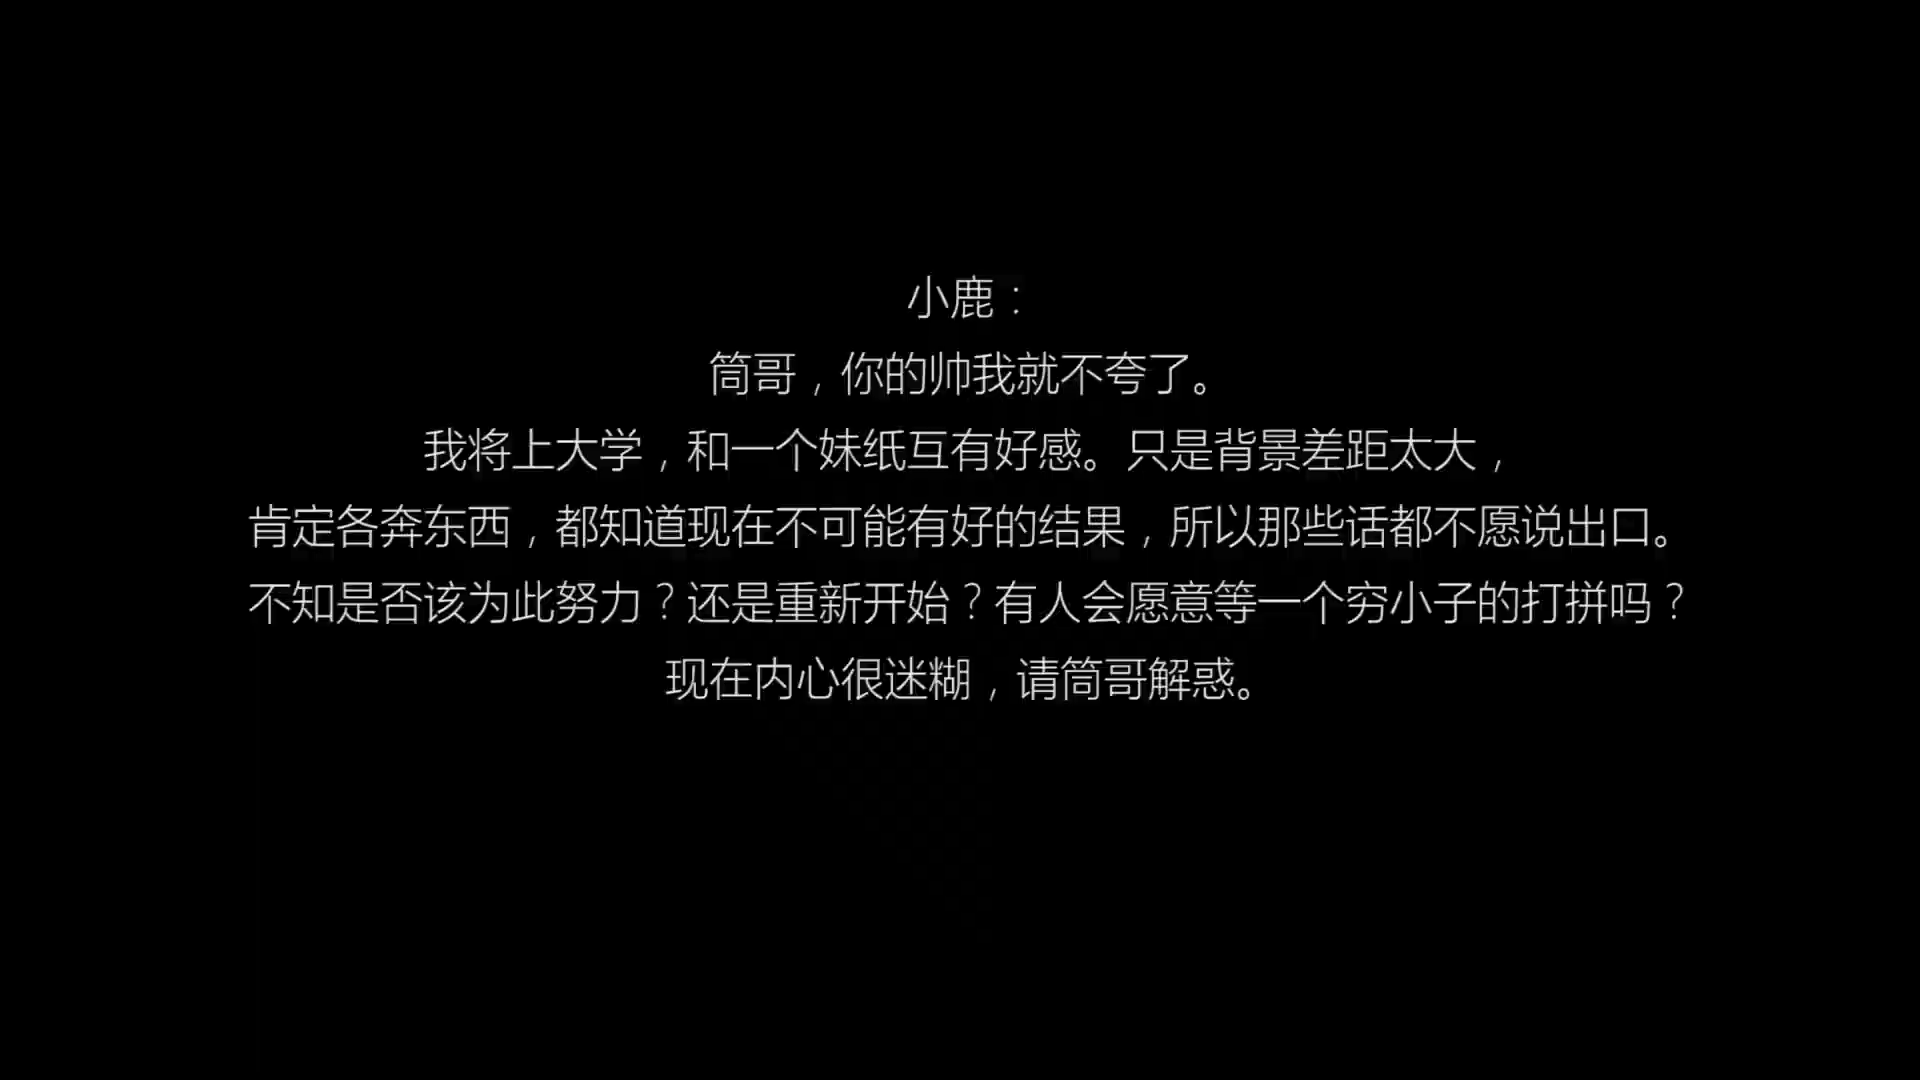 小鹿：
筒哥，你的帅我就不夸了。
我将上大学，和一个妹纸互有好感。只是背景差距太大，
肯定各奔东西，都知道现在不可能有好的结果，所以那些话都不愿说出口。
不知是否该为此努力？还是重新开始？有人会愿意等一个穷小子的打拼吗？
现在内心很迷糊，请筒哥解惑。